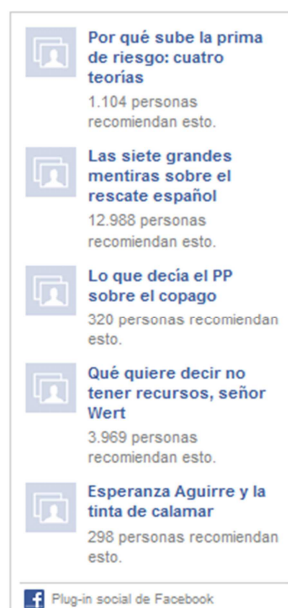 Por qué sube la prima
de riesgo: cuatro
teorías
1.104 personas
recomiendan esto.
Las siete grandes
mentiras sobre el
rescate español
12.988 personas
recomiendan esto.
Lo que decía el PP
sobre el copago
320 personas recomiendan
esto.
Qué quiere decir no
tener recursos, señor
Wert
3.969 personas
recomiendan esto.
Esperanza Aguirre y la
tinta de calamar
298 personas recomiendan
esto.
Plug-in social de Facebook